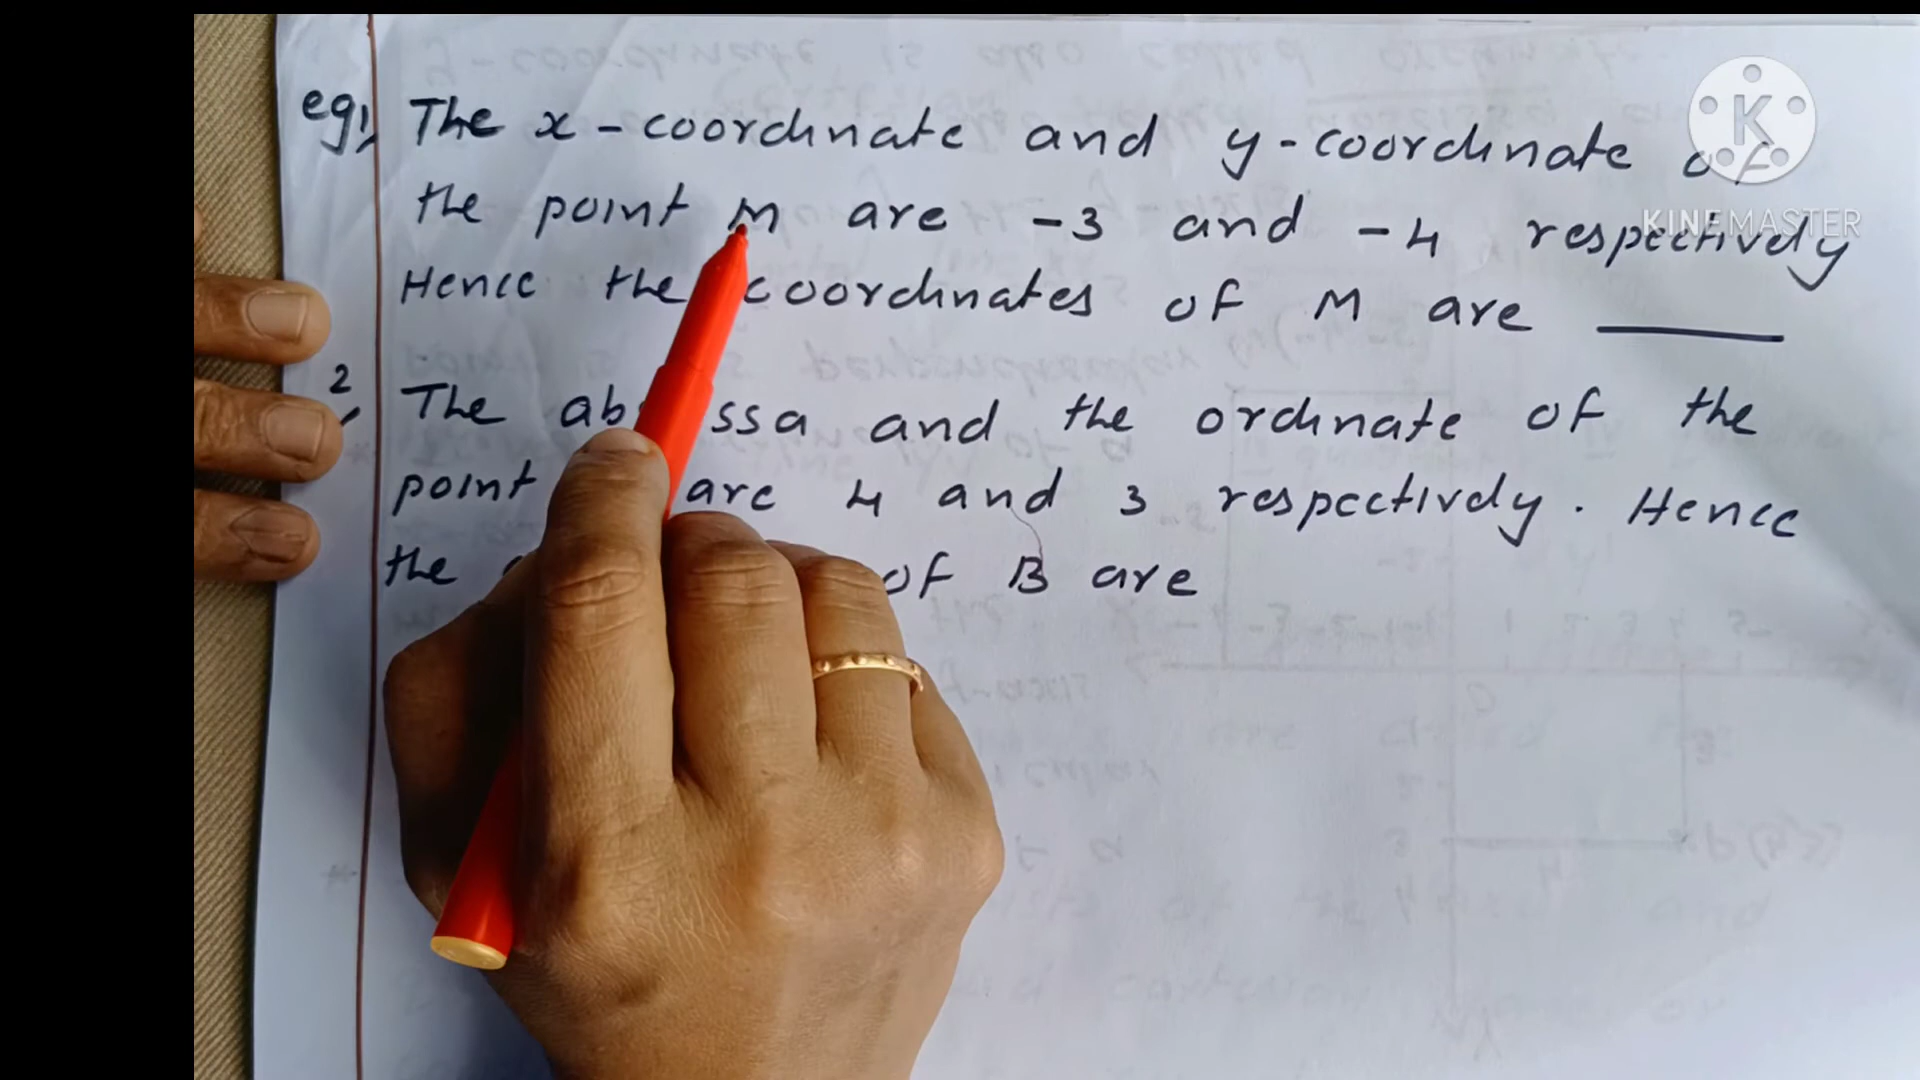 eg1, The x-coordinate and y-coordinate of
the point M are -3 and -4 respectively
Hence the coordinates of M are ____
2, The ssa and the ordinate of the
point are 4 and 3 respectively. Hence
the of B are
K
KINEMASTER